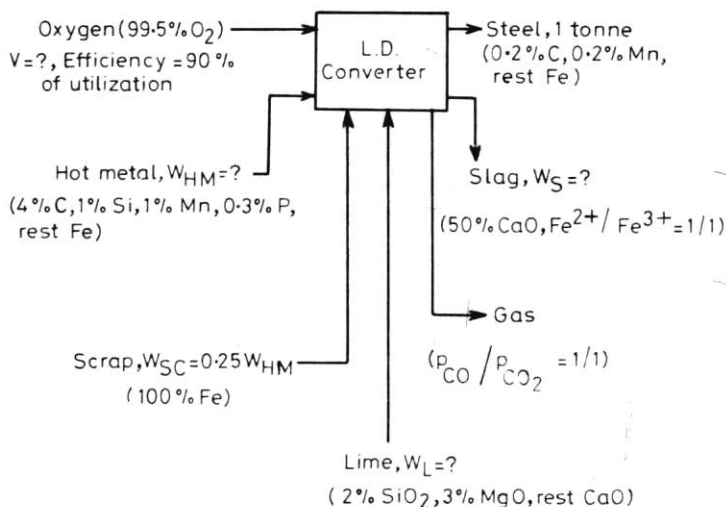 Oxygen (99·5% O2)
V=?, Efficiency = 90%
of utilization
L.D.
Converter
Steel, 1 tonne
(0·2% C, 0·2% Mn,
rest Fe)
Hot metal, WHM=?
(4% C, 1% Si, 1% Mn, 0·3% P,
rest Fe)
Slag, WS=?
(50% CaO, Fe2+/ Fe3+ = 1/1)
Gas
(pCO / pCO2 = 1/1)
Scrap, WSC=0·25 WHM
(100% Fe)
Lime, WL=?
(2% SiO2, 3% MgO, rest CaO)